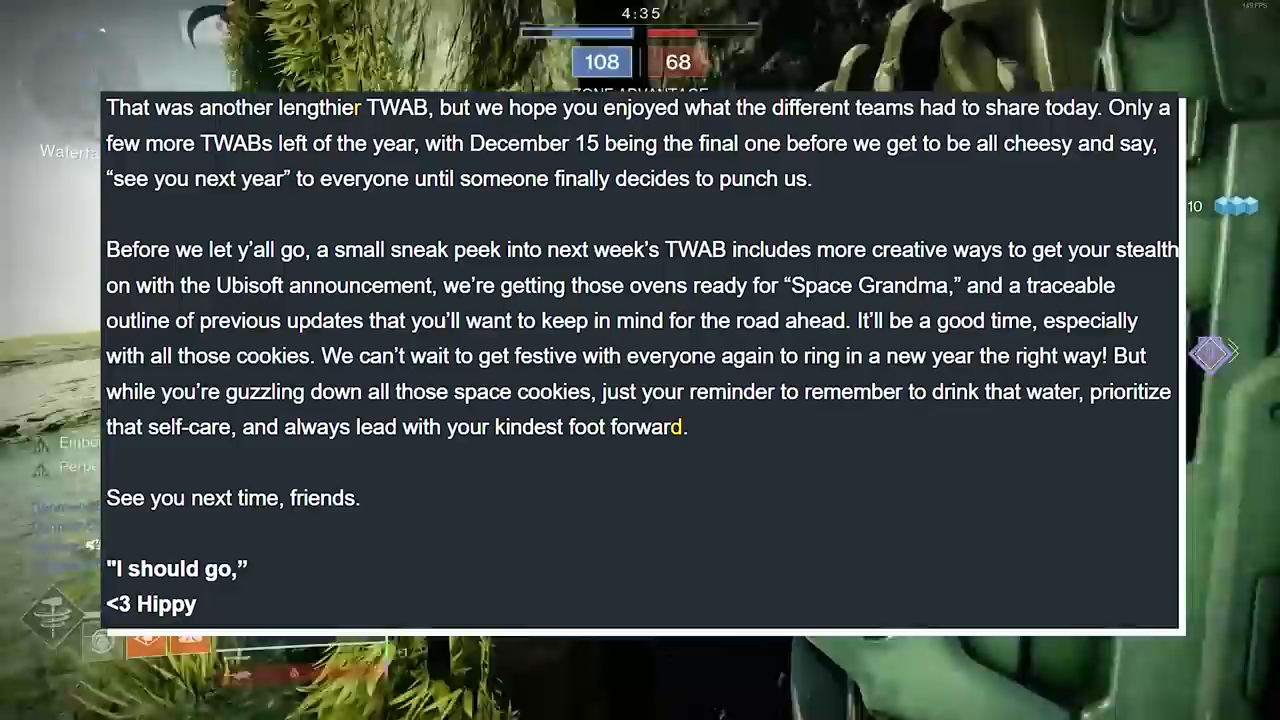 149 FPS
4:35
108
68
ZONE ADVANTAGE
That was another lengthier TWAB, but we hope you enjoyed what the different teams had to share today. Only a
few more TWABs left of the year, with December 15 being the final one before we get to be all cheesy and say,
“see you next year” to everyone until someone finally decides to punch us.
Before we let y’all go, a small sneak peek into next week’s TWAB includes more creative ways to get your stealth
on with the Ubisoft announcement, we’re getting those ovens ready for “Space Grandma,” and a traceable
outline of previous updates that you’ll want to keep in mind for the road ahead. It’ll be a good time, especially
with all those cookies. We can’t wait to get festive with everyone again to ring in a new year the right way! But
while you’re guzzling down all those space cookies, just your reminder to remember to drink that water, prioritize
that self-care, and always lead with your kindest foot forward.
See you next time, friends.
"I should go,”
<3 Hippy
10